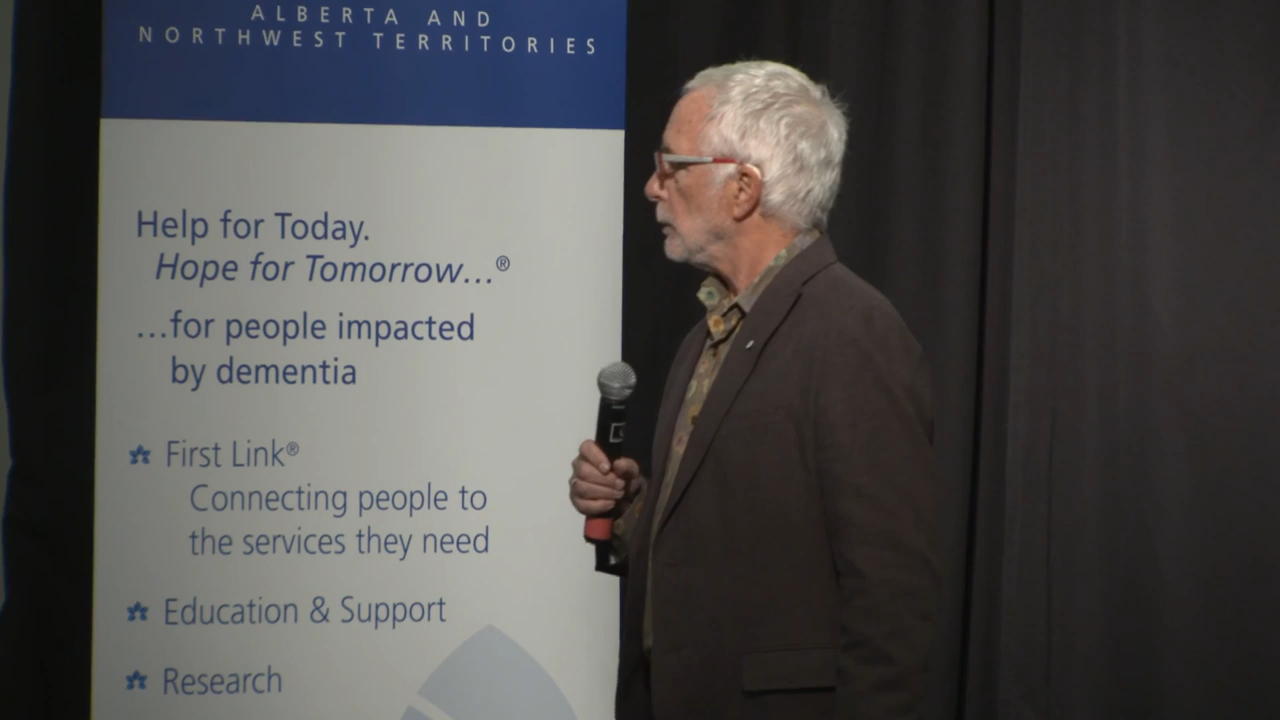 ALBERTA AND
NORTHWEST TERRITORIES
Help for Today.
Hope for Tomorrow...®
...for people impacted
by dementia
First Link®
Connecting people to
the services they need
Education & Support
Research